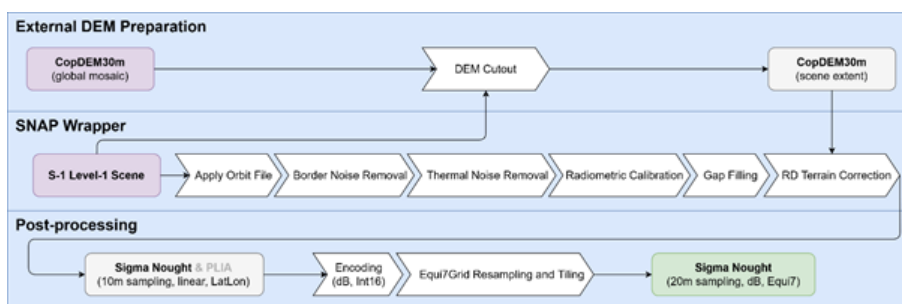 External DEM Preparation
CopDEM30m
(global mosaic)
DEM Cutout
CopDEM30m
(scene extent)
SNAP Wrapper
S-1 Level-1 Scene
Apply Orbit File
Border Noise Removal
Thermal Noise Removal
Radiometric Calibration
Gap Filling
RD Terrain Correction
Post-processing
Sigma Nought & PLIA
(10m sampling, linear, LatLon)
Encoding
(dB, Int16)
Equi7Grid Resampling and Tiling
Sigma Nought
(20m sampling, dB, Equi7)